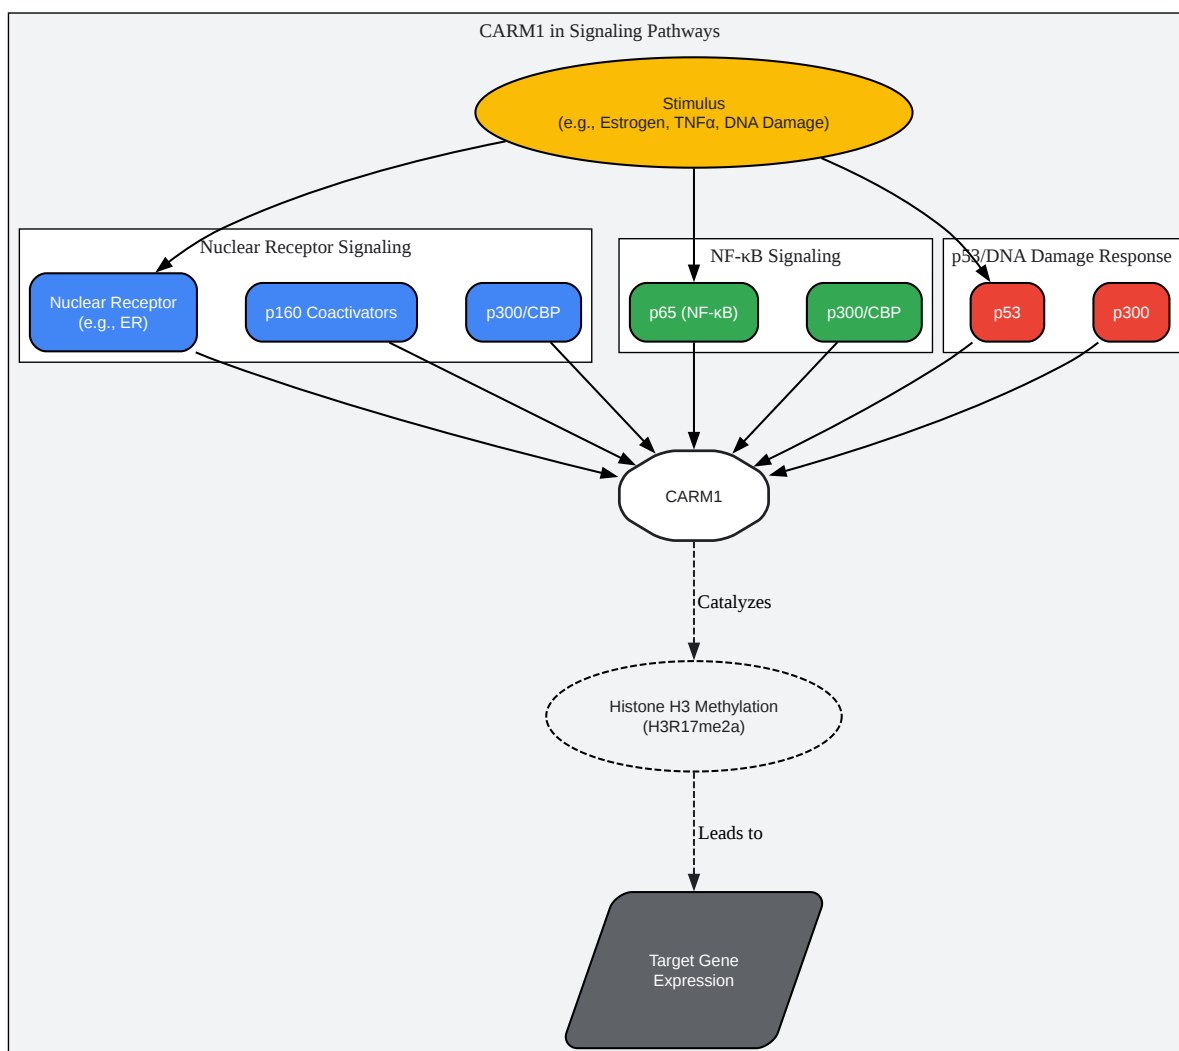 CARM1 in Signaling Pathways
Stimulus
(e.g., Estrogen, TNFα, DNA Damage)
Nuclear Receptor Signaling
NF-κB Signaling
p53/DNA Damage Response
Nuclear Receptor
(e.g., ER)
p160 Coactivators
p300/CBP
p65 (NF-κB)
p300/CBP
p53
p300
CARM1
Catalyzes
Histone H3 Methylation
(H3R17me2a)
Leads to
Target Gene
Expression